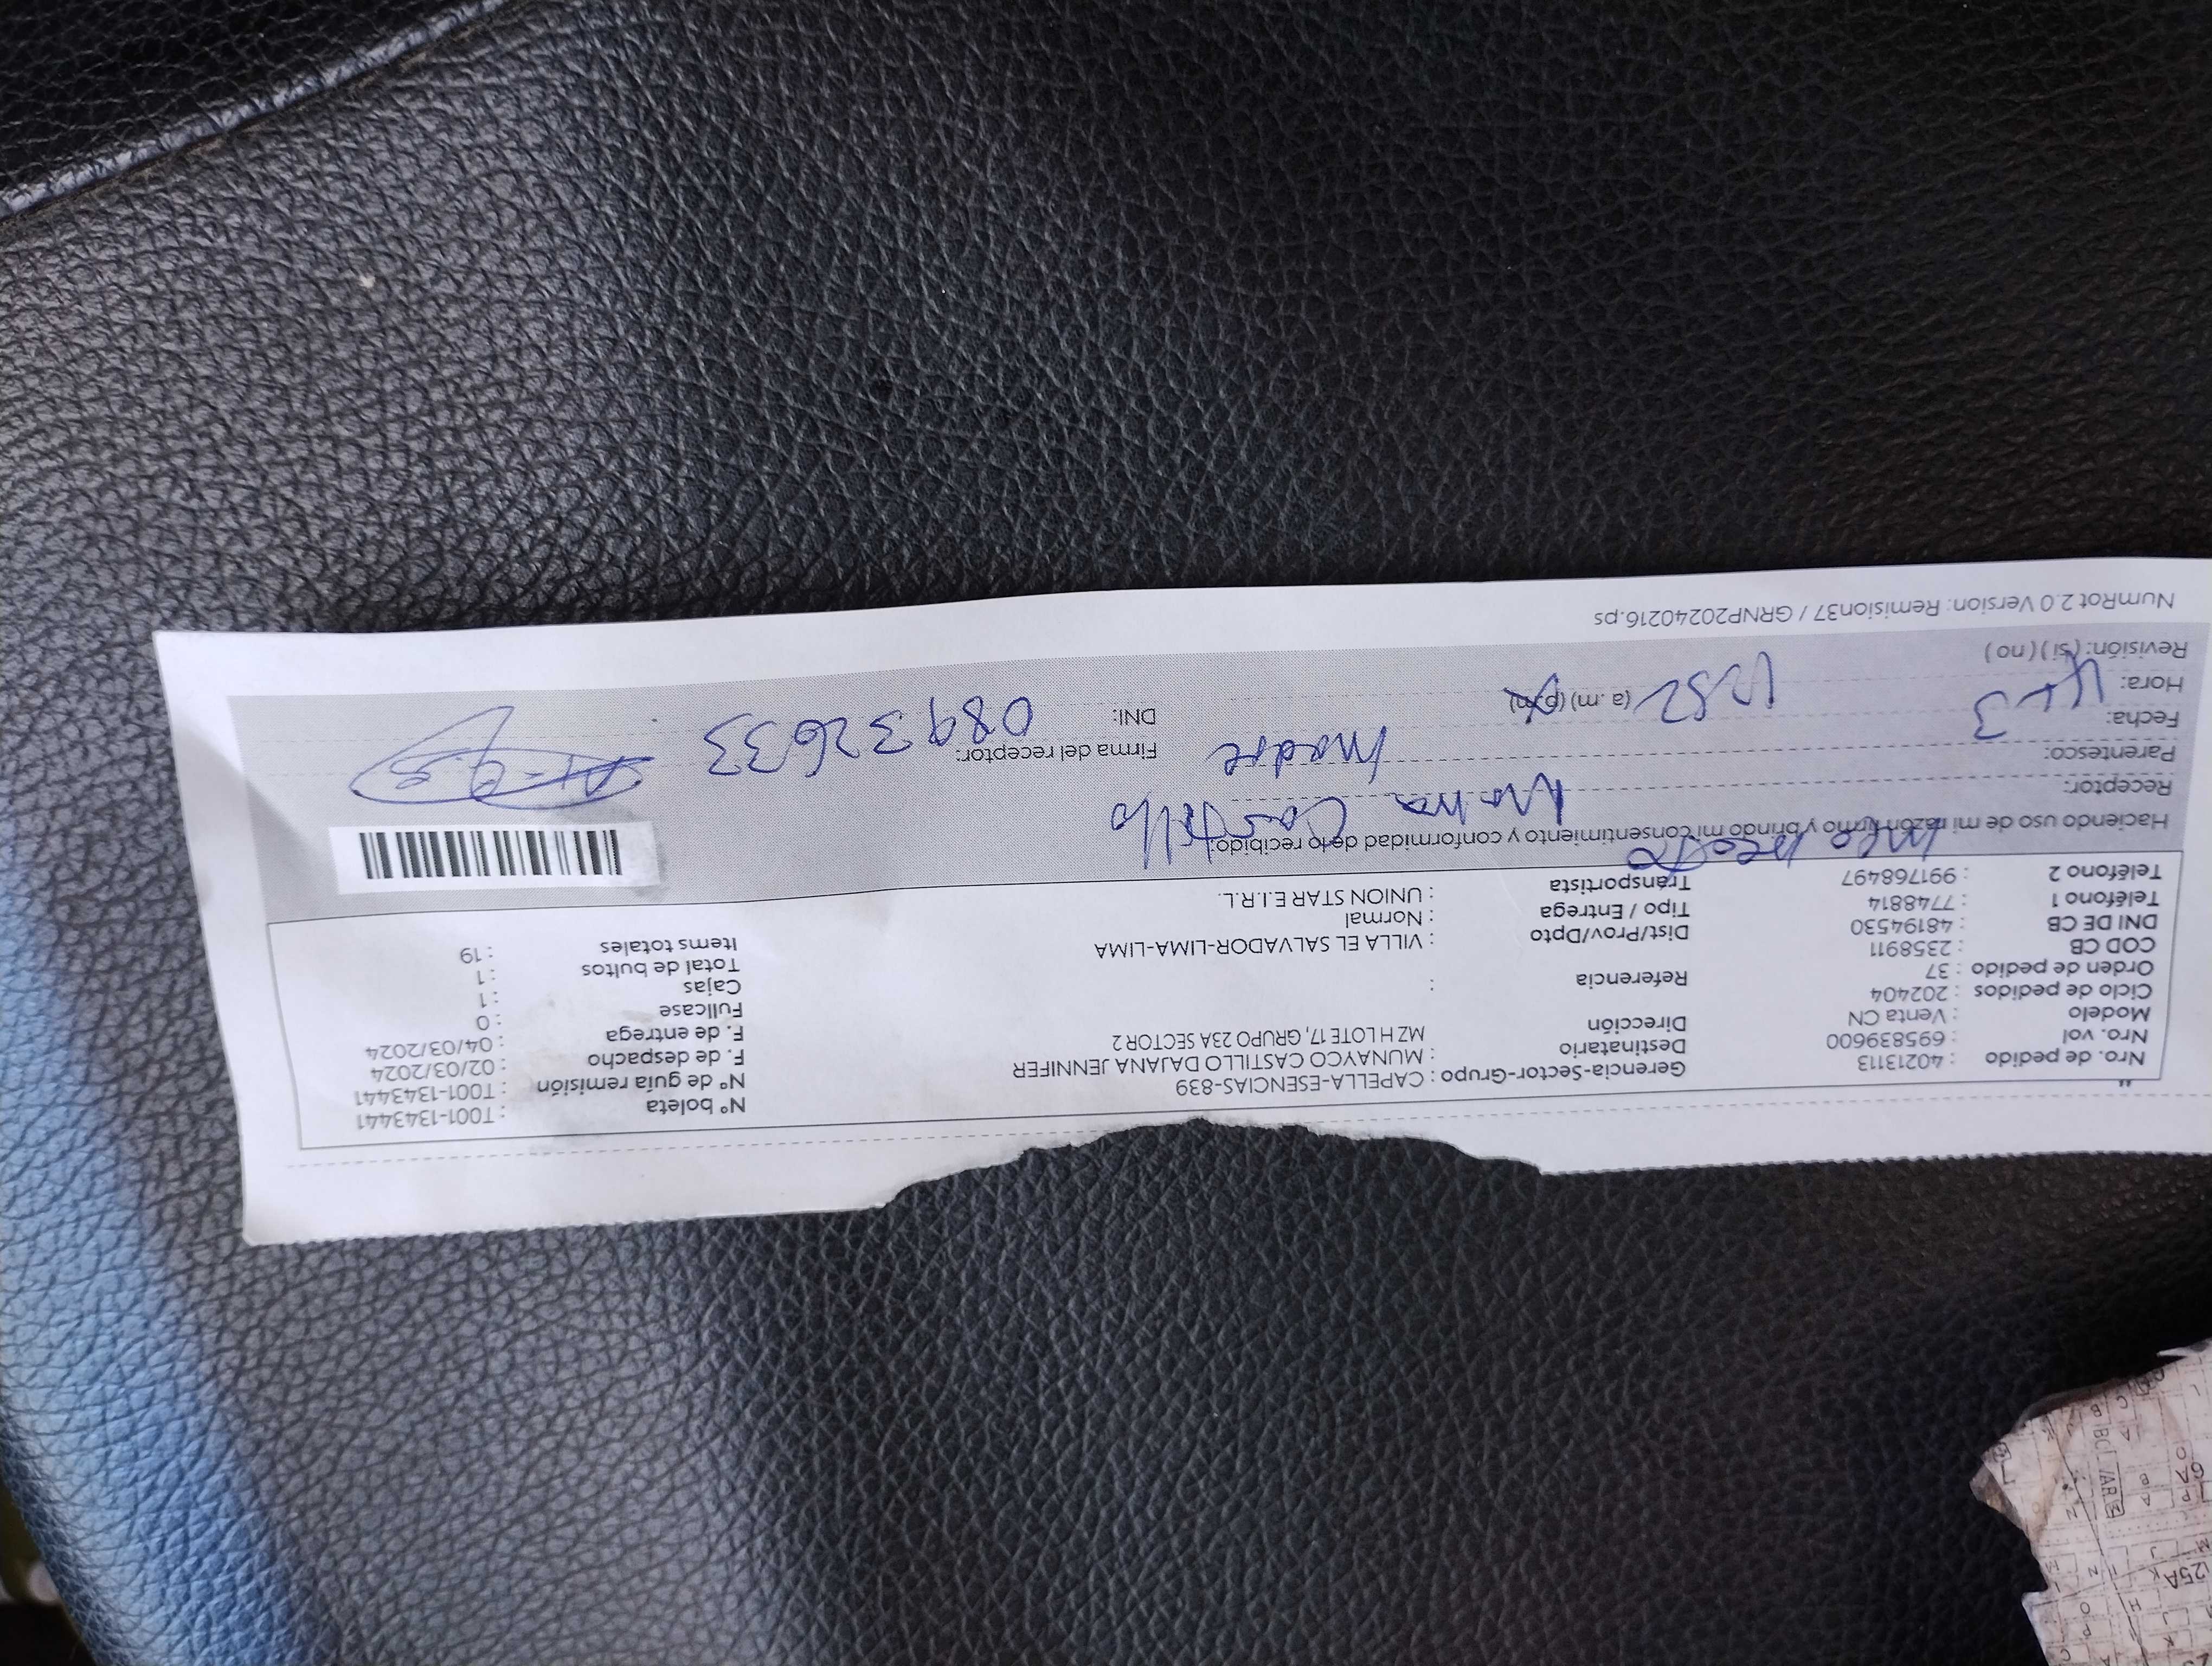 Nro. de pedido : 40213113
Nro. vol : 695839600
Modelo : Venta CN
Ciclo de pedidos : 202404
Orden de pedido : 37
COD CB : 2358911
DNI DE CB : 48194530
Teléfono 1 : 7748814
Teléfono 2 : 991768497
Gerencia-Sector-Grupo : CAPELLA-ESENCIAS-839
Destinatario : MUNAYCO CASTILLO DAJANA JENNIFER
Dirección MZ H LOTE 17, GRUPO 23A SECTOR 2
Referencia :
Dist/Prov/Dpto : VILLA EL SALVADOR-LIMA-LIMA
Tipo / Entrega : Normal
Transportista : UNION STAR E.I.R.L.
N° boleta : T001-1343441
N° de guía remisión : T001-1343441
F. de despacho : 02/03/2024
F. de entrega : 04/03/2024
Fullcase : 0
Cajas : 1
Total de bultos : 1
Items totales : 19
Haciendo uso de mi razón firmo y brindo mi consentimiento y conformidad de lo recibido:
Receptor: Castillo
Parentesco: Madre
Fecha:
Hora: (a.m) (p.m)
Revisión: (si) (no)
Firma del receptor:
DNI: 08932633
NumRot 2.0 Version: Remision37 / GRNP20240216.ps
25A